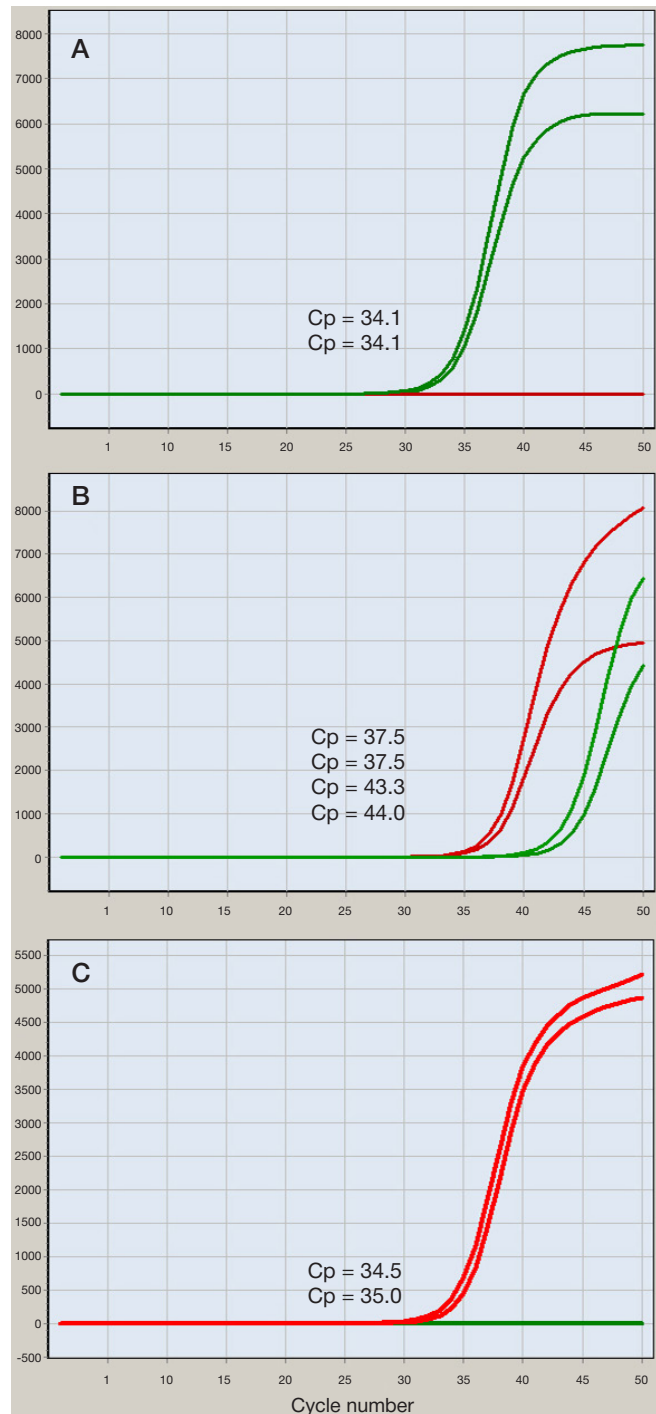 A
8000
7000
6000
5000
4000
3000
2000
1000
0
Cp = 34.1
Cp = 34.1
1 10 15 20 25 30 35 40 45 50
B
8000
7000
6000
5000
4000
3000
2000
1000
0
Cp = 37.5
Cp = 37.5
Cp = 43.3
Cp = 44.0
1 10 15 20 25 30 35 40 45 50
C
5500
5000
4500
4000
3500
3000
2500
2000
1500
1000
500
0
-500
Cp = 34.5
Cp = 35.0
1 10 15 20 25 30 35 40 45 50
Cycle number